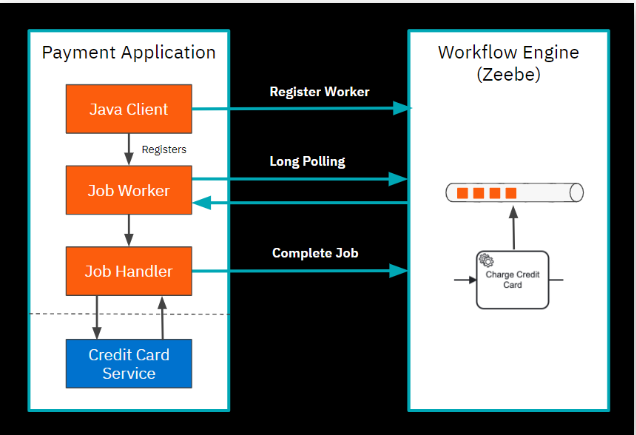 Payment Application
Workflow Engine
(Zeebe)
Java Client
Register Worker
Registers
Long Polling
Job Worker
Complete Job
Job Handler
Charge Credit
Card
Credit Card
Service